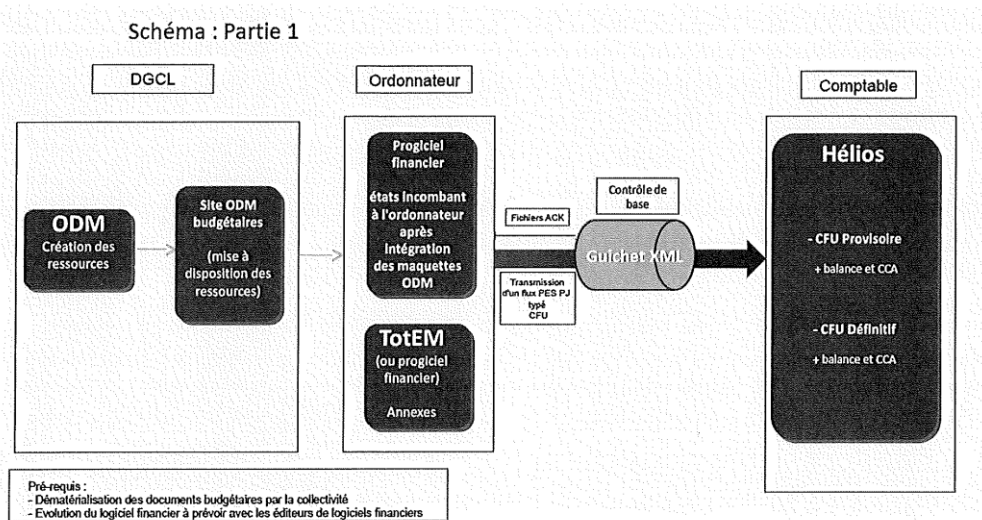 Schéma : Partie 1
DGCL
Ordonnateur
Comptable
ODM
Création des
ressources
Site ODM
budgétaires
(mise à
disposition des
ressources)
Progiciel
financier
états incombant
à l'ordonnateur
après
Intégration
des maquettes
ODM
TotEM
(ou progiciel
financier)
Annexes
Fichiers ACK
Transmission
d'un flux PES PJ
typé
CFU
Contrôle de
base
Guichet XML
Hélios
- CFU Provisoire
+ balance et CCA
- CFU Définitif
+ balance et CCA
Pré-requis :
- Dématérialisation des documents budgétaires par la collectivité
- Evolution du logiciel financier à prévoir avec les éditeurs de logiciels financiers